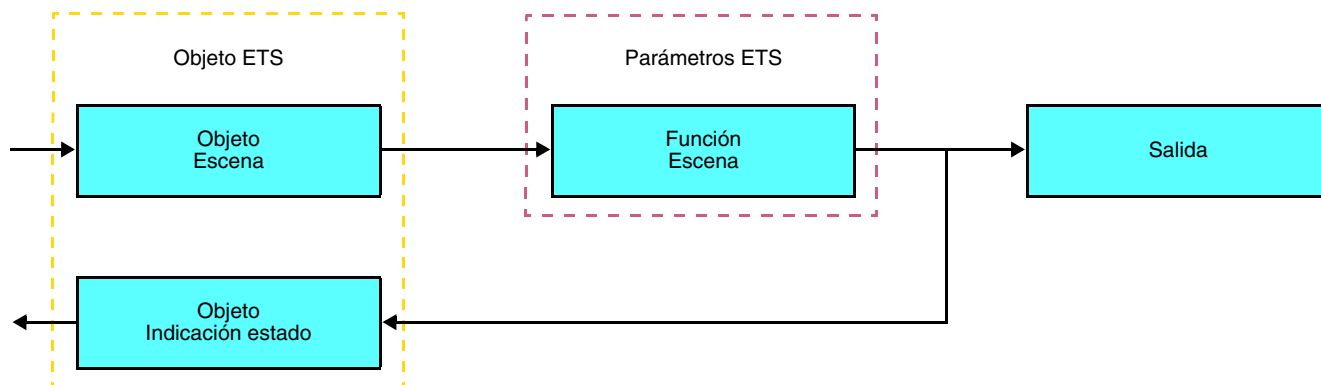 Objeto ETS
Parámetros ETS
Objeto
Escena
Función
Escena
Salida
Objeto
Indicación estado